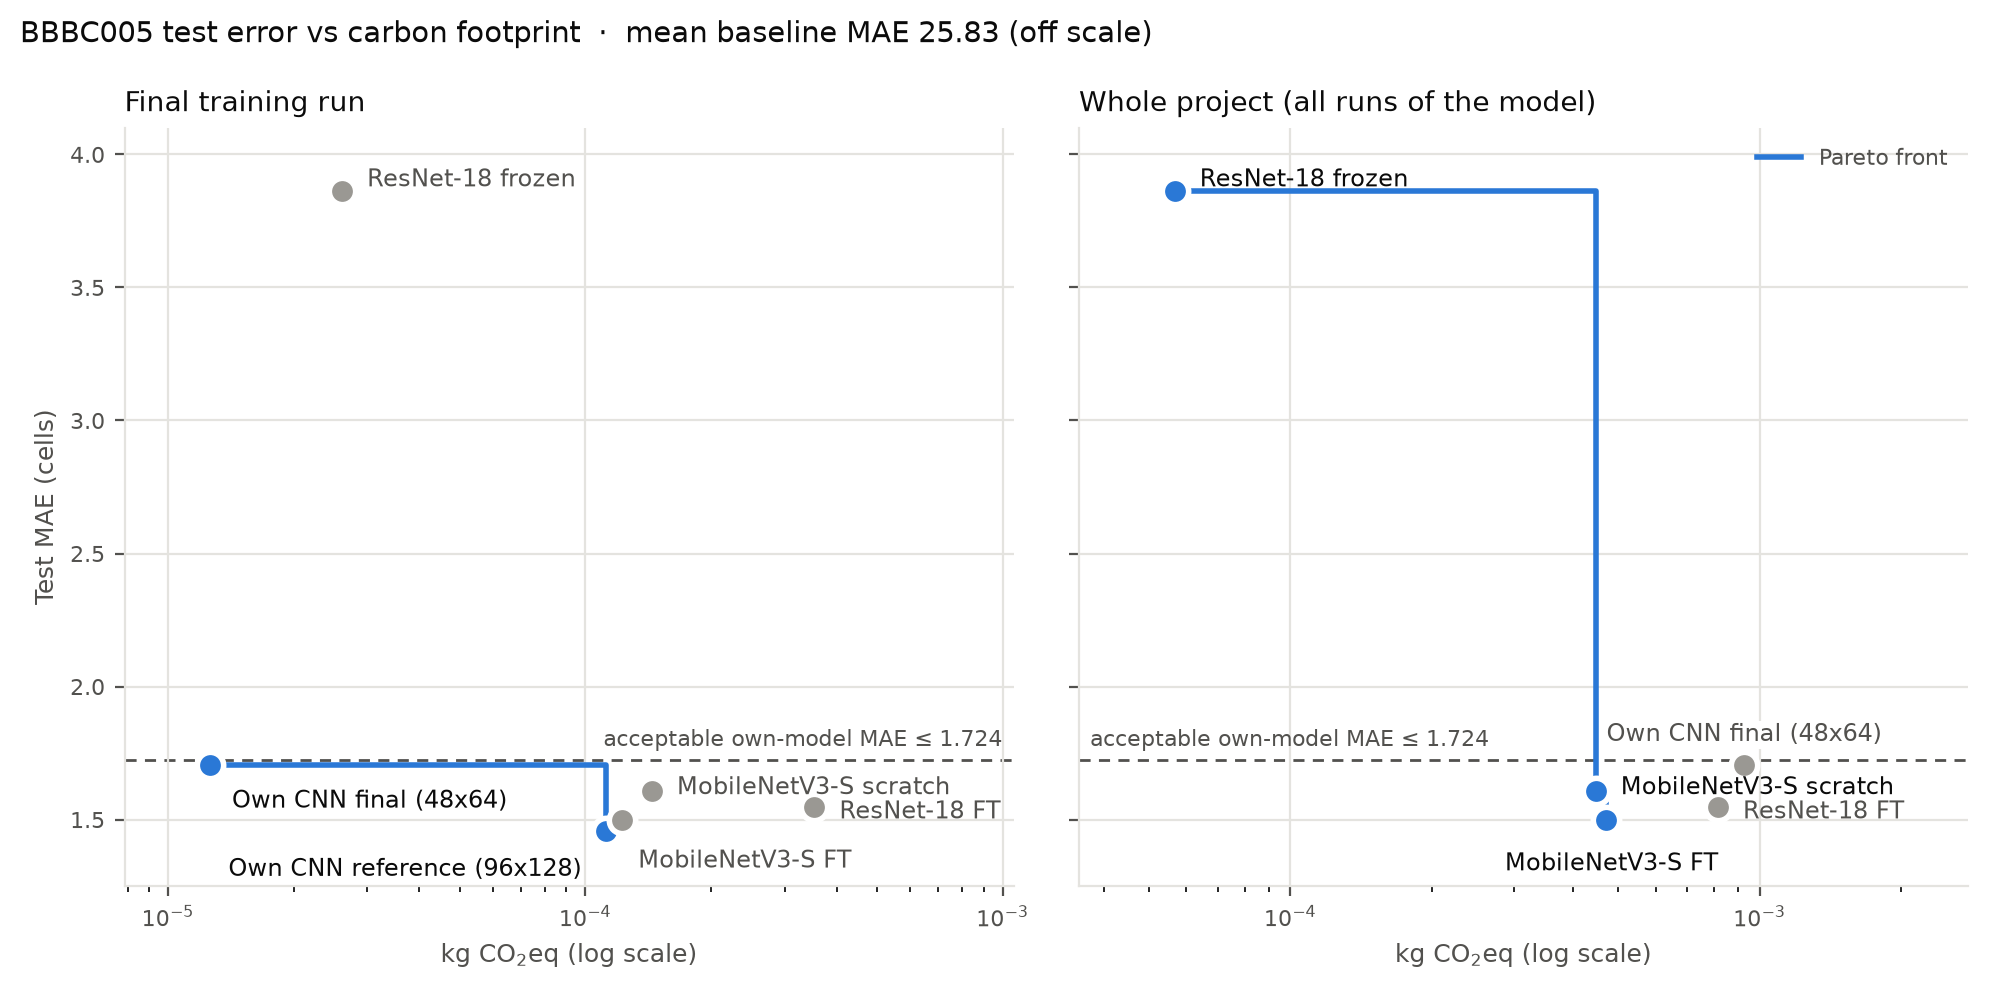 BBBC005 test error vs carbon footprint · mean baseline MAE 25.83 (off scale)
Final training run
Test MAE (cells)
4.0
3.5
3.0
2.5
2.0
1.5
ResNet-18 frozen
acceptable own-model MAE ≤ 1.724
MobileNetV3-S scratch
Own CNN final (48x64)
ResNet-18 FT
MobileNetV3-S FT
Own CNN reference (96x128)
10⁻⁵
10⁻⁴
10⁻³
kg CO₂eq (log scale)
Whole project (all runs of the model)
Pareto front
ResNet-18 frozen
Own CNN final (48x64)
acceptable own-model MAE ≤ 1.724
MobileNetV3-S scratch
ResNet-18 FT
MobileNetV3-S FT
10⁻⁴
10⁻³
kg CO₂eq (log scale)